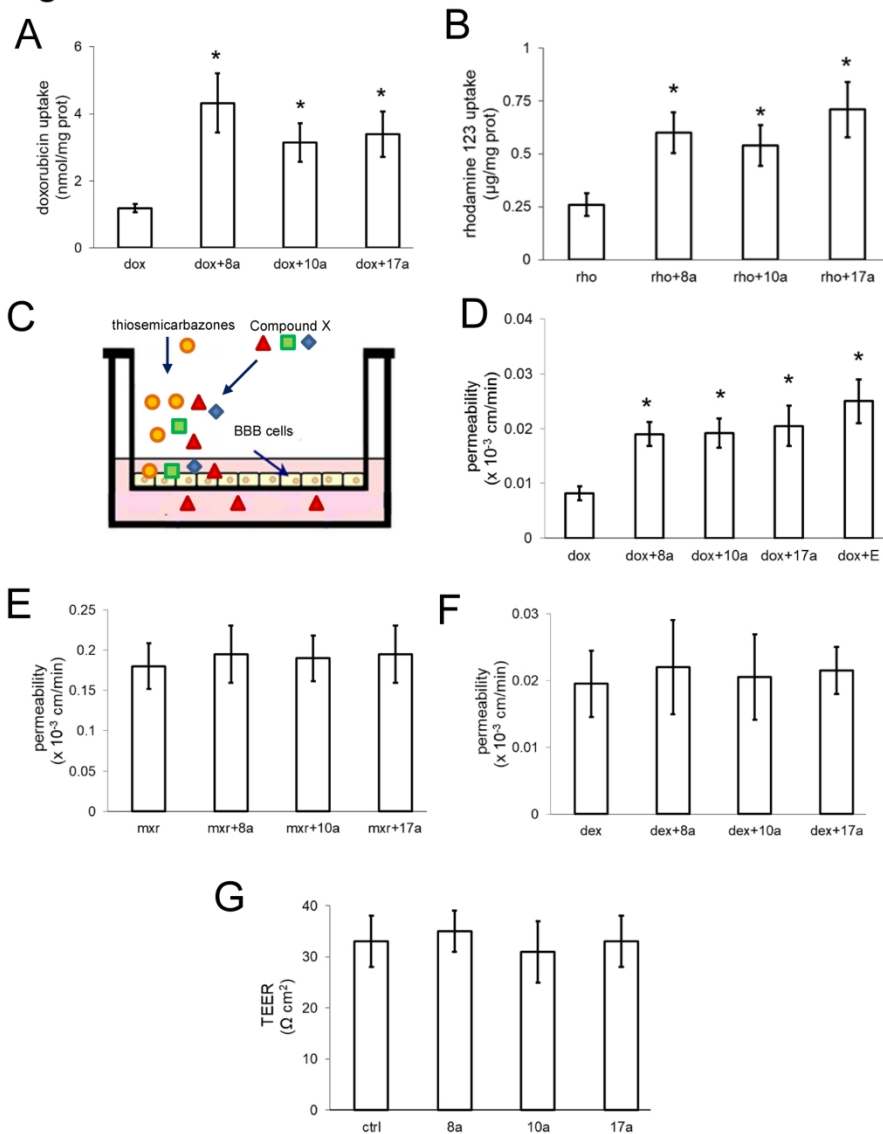 A
doxorubicin uptake
(nmol/mg prot)
6
4
2
0
*
*
*
dox
dox+8a
dox+10a
dox+17a
B
rhodamine 123 uptake
(µg/mg prot)
1
0.75
0.5
0.25
0
*
*
*
rho
rho+8a
rho+10a
rho+17a
C
thiosemicarbazones
Compound X
BBB cells
D
permeability
(x 10⁻³ cm/min)
0.04
0.03
0.02
0.01
0
*
*
*
*
dox
dox+8a
dox+10a
dox+17a
dox+E
E
permeability
(x 10⁻³ cm/min)
0.25
0.2
0.15
0.1
0.05
0
mxr
mxr+8a
mxr+10a
mxr+17a
F
permeability
(x 10⁻³ cm/min)
0.03
0.02
0.01
0
dex
dex+8a
dex+10a
dex+17a
G
TEER
(Ω cm²)
40
30
20
10
0
ctrl
8a
10a
17a